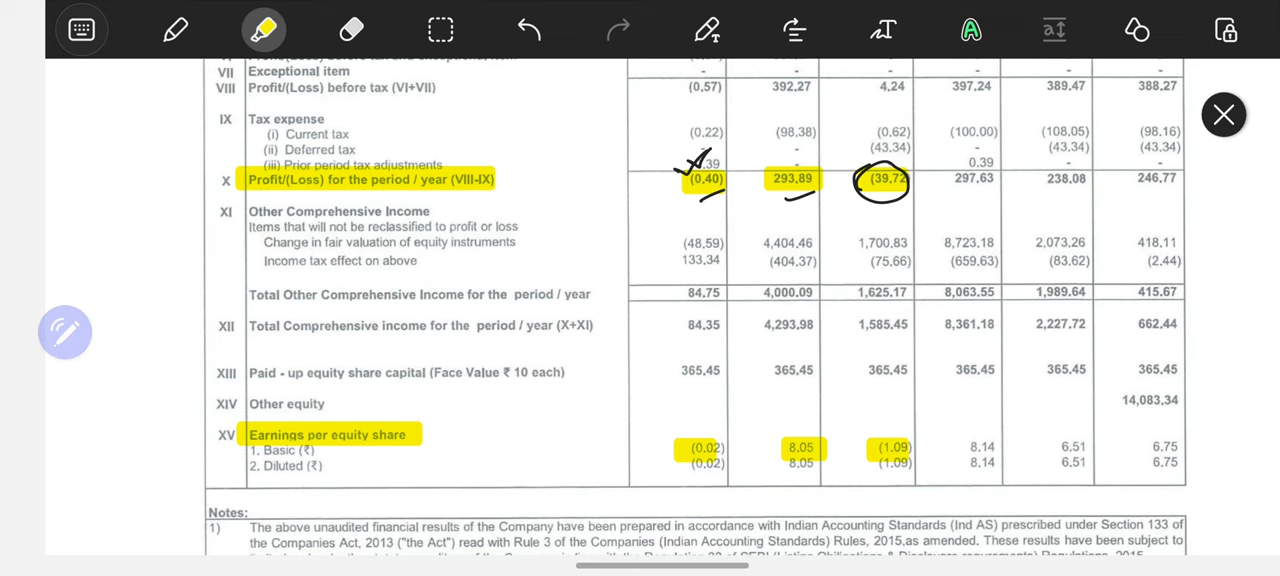 VII Exceptional item - - - - - -
VIII Profit/(Loss) before tax (VI+VII) (0.57) 392.27 4.24 397.24 389.47 388.27
IX Tax expense
(i) Current tax (0.22) (98.38) (0.62) (100.00) (108.05) (98.16)
(ii) Deferred tax - - (43.34) - (43.34) (43.34)
(iii) Prior period tax adjustments .39 - 0.39 - -
X Profit/(Loss) for the period / year (VIII-IX) (0.40) 293.89 (39.72 297.63 238.08 246.77
XI Other Comprehensive Income
Items that will not be reclassified to profit or loss
Change in fair valuation of equity instruments (48.59) 4,404.46 1,700.83 8,723.18 2,073.26 418.11
Income tax effect on above 133.34 (404.37) (75.66) (659.63) (83.62) (2.44)
Total Other Comprehensive Income for the period / year 84.75 4,000.09 1,625.17 8,063.55 1,989.64 415.67
XII Total Comprehensive income for the period / year (X+XI) 84.35 4,293.98 1,585.45 8,361.18 2,227.72 662.44
XIII Paid - up equity share capital (Face Value ₹ 10 each) 365.45 365.45 365.45 365.45 365.45 365.45
XIV Other equity 14,083.34
XV Earnings per equity share
1. Basic (₹) (0.02) 8.05 (1.09) 8.14 6.51 6.75
2. Diluted (₹) (0.02) 8.05 (1.09) 8.14 6.51 6.75
Notes:
1) The above unaudited financial results of the Company have been prepared in accordance with Indian Accounting Standards (Ind AS) prescribed under Section 133 of
the Companies Act, 2013 ("the Act") read with Rule 3 of the Companies (Indian Accounting Standards) Rules, 2015,as amended. These results have been subject to